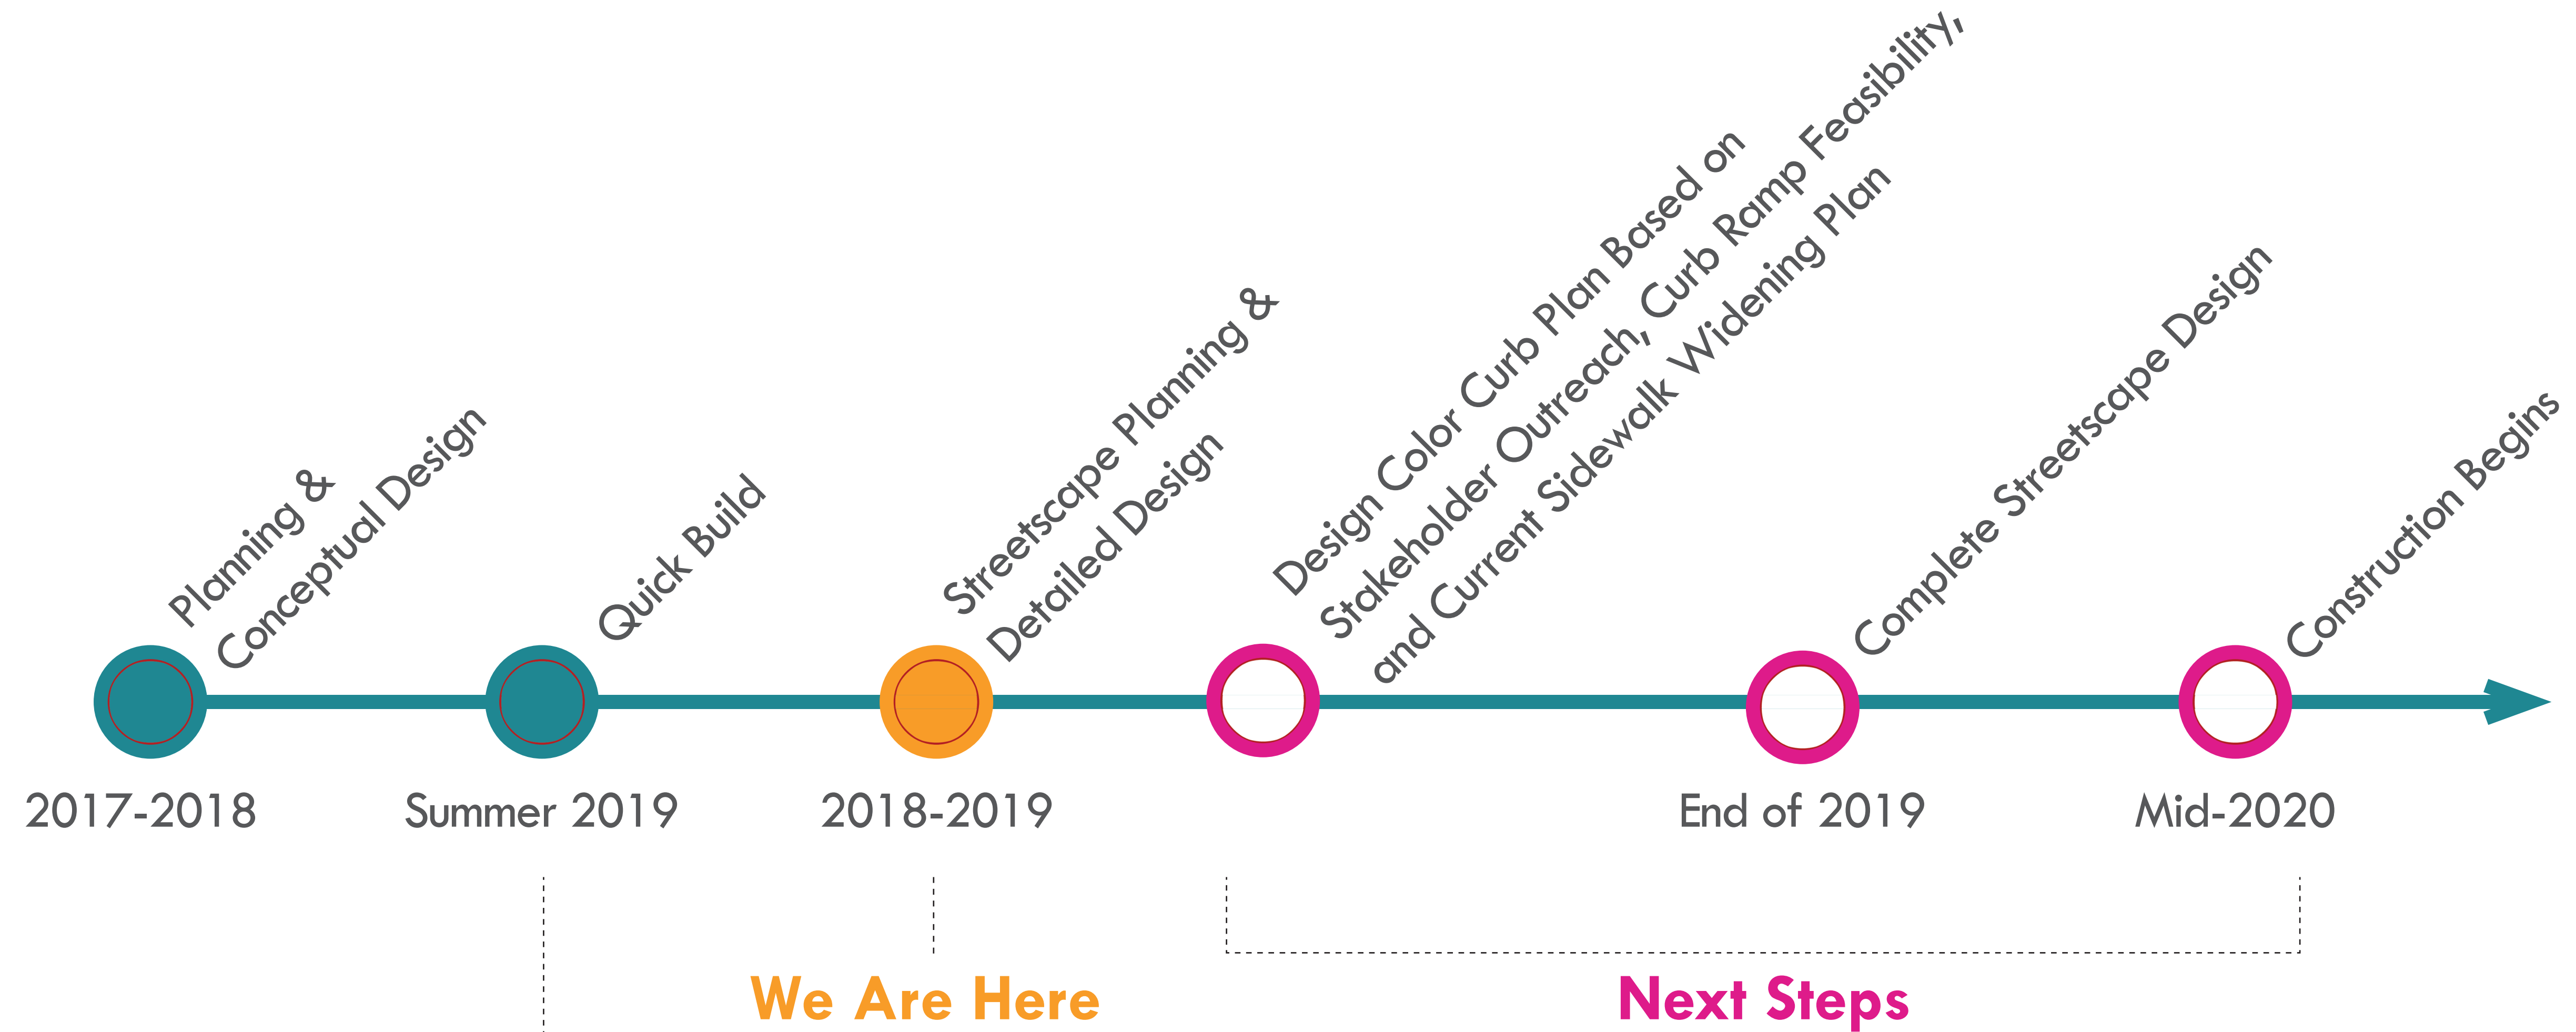 Planning &
Conceptual Design
Quick Build
Streetscape Planning &
Detailed Design
Design Color Curb Plan Based on
Stakeholder Outreach, Curb Ramp Feasibility,
and Current Sidewalk Widening Plan
Complete Streetscape Design
Construction Begins
2017-2018
Summer 2019
2018-2019
End of 2019
Mid-2020
We Are Here
Next Steps